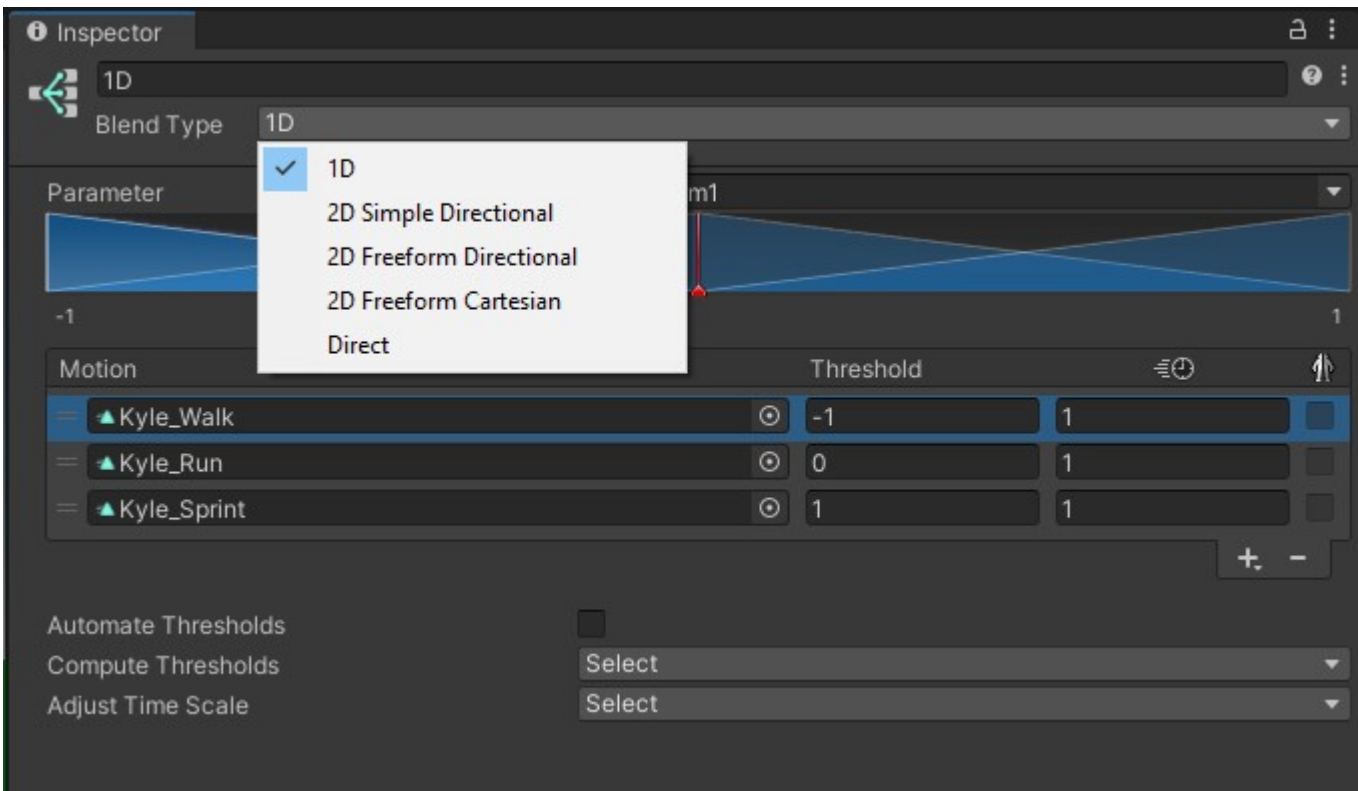 Inspector
1D
Blend Type 1D
1D
2D Simple Directional
2D Freeform Directional
2D Freeform Cartesian
Direct
Parameter m1
-1 1
Motion Threshold
Kyle_Walk -1 1
Kyle_Run 0 1
Kyle_Sprint 1 1
Automate Thresholds
Compute Thresholds Select
Adjust Time Scale Select